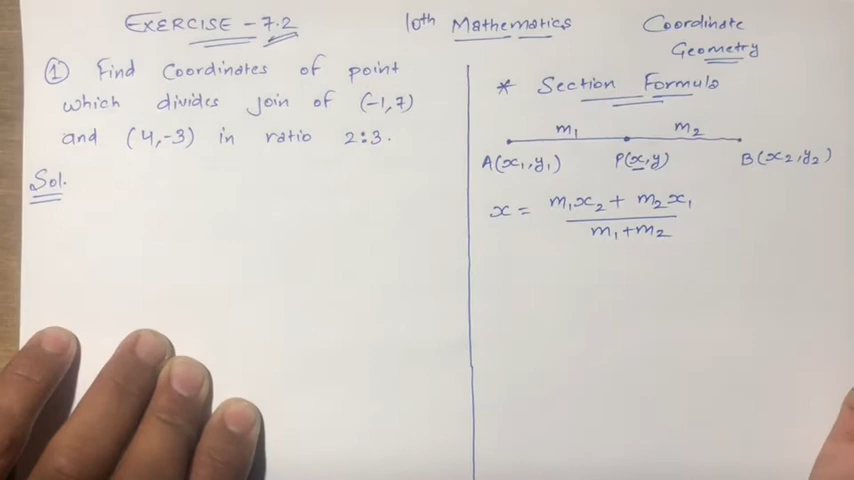 EXERCISE - 7.2
10th Mathematics
Coordinate
Geometry
① Find Coordinates of point
which divides join of (-1,7)
and (4,-3) in ratio 2:3.
Sol.
* Section Formula
m₁ m₂
A(x₁,y₁) P(x,y) B(x₂,y₂)
x = m₁x₂ + m₂x₁
m₁+m₂